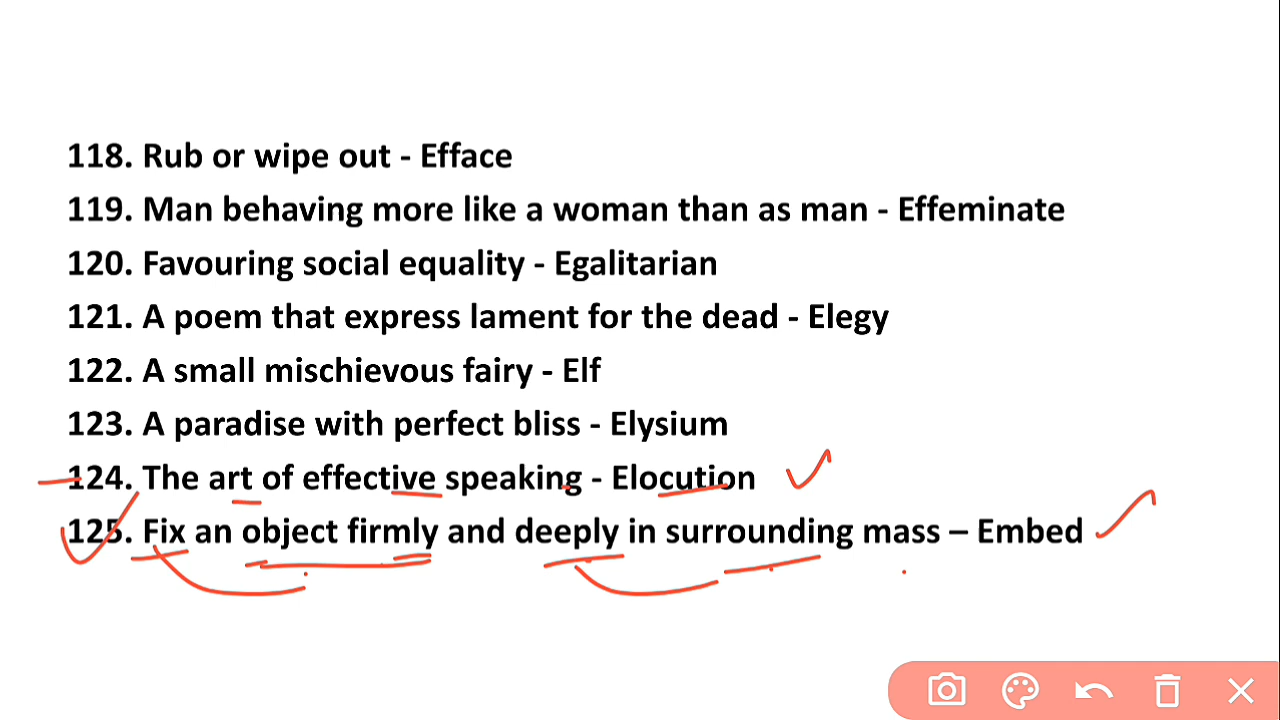 118. Rub or wipe out - Efface
119. Man behaving more like a woman than as man - Effeminate
120. Favouring social equality - Egalitarian
121. A poem that express lament for the dead - Elegy
122. A small mischievous fairy - Elf
123. A paradise with perfect bliss - Elysium
124. The art of effective speaking - Elocution
125. Fix an object firmly and deeply in surrounding mass – Embed